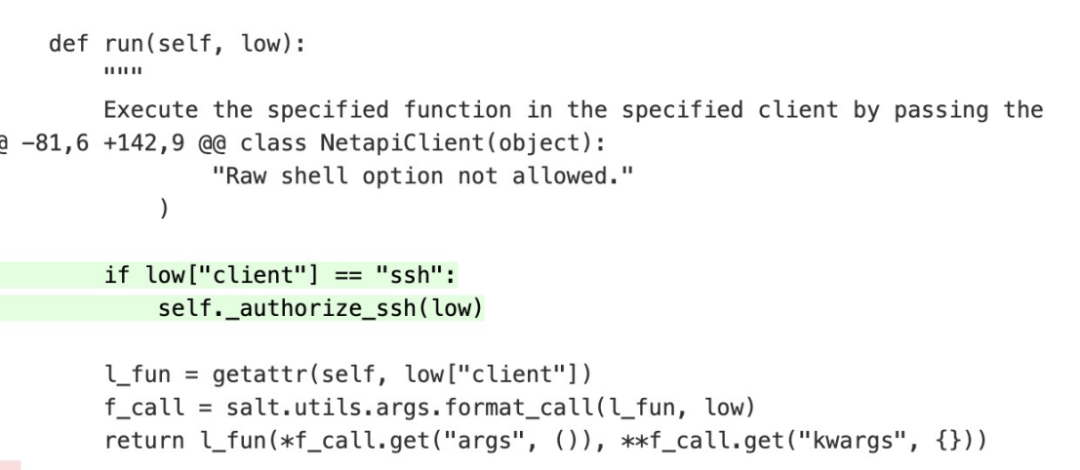 def run(self, low):
"""
Execute the specified function in the specified client by passing the
@ -81,6 +142,9 @@ class NetapiClient(object):
"Raw shell option not allowed."
)
if low["client"] == "ssh":
self._authorize_ssh(low)
l_fun = getattr(self, low["client"])
f_call = salt.utils.args.format_call(l_fun, low)
return l_fun(*f_call.get("args", ()), **f_call.get("kwargs", {}))